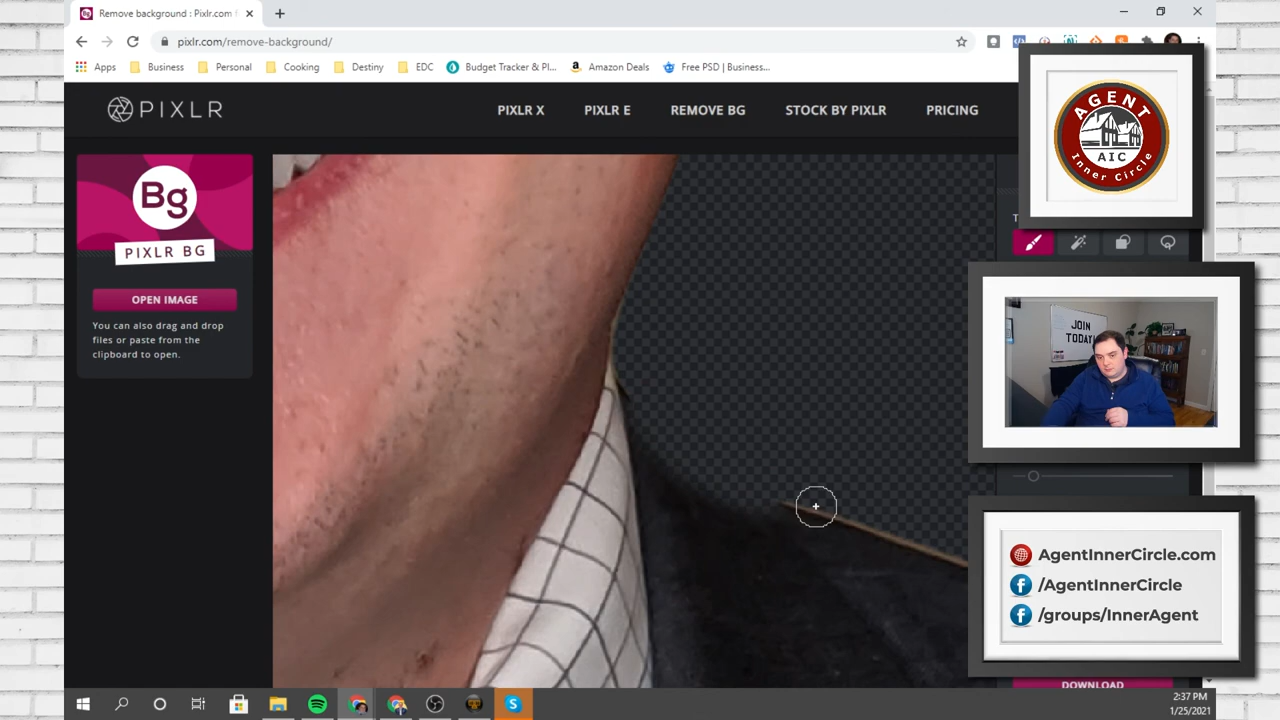 Remove background : Pixlr.com f
pixlr.com/remove-background/
Apps
Business
Personal
Cooking
Destiny
EDC
Budget Tracker & Pl...
Amazon Deals
Free PSD | Business...
PIXLR
PIXLR X
PIXLR E
REMOVE BG
STOCK BY PIXLR
PRICING
AGENT
AIC
Inner Circle
Bg
PIXLR BG
OPEN IMAGE
You can also drag and drop
files or paste from the
clipboard to open.
JOIN
TODAY!
AgentInnerCircle.com
/AgentInnerCircle
/groups/InnerAgent
DOWNLOAD
2:37 PM
1/25/2021